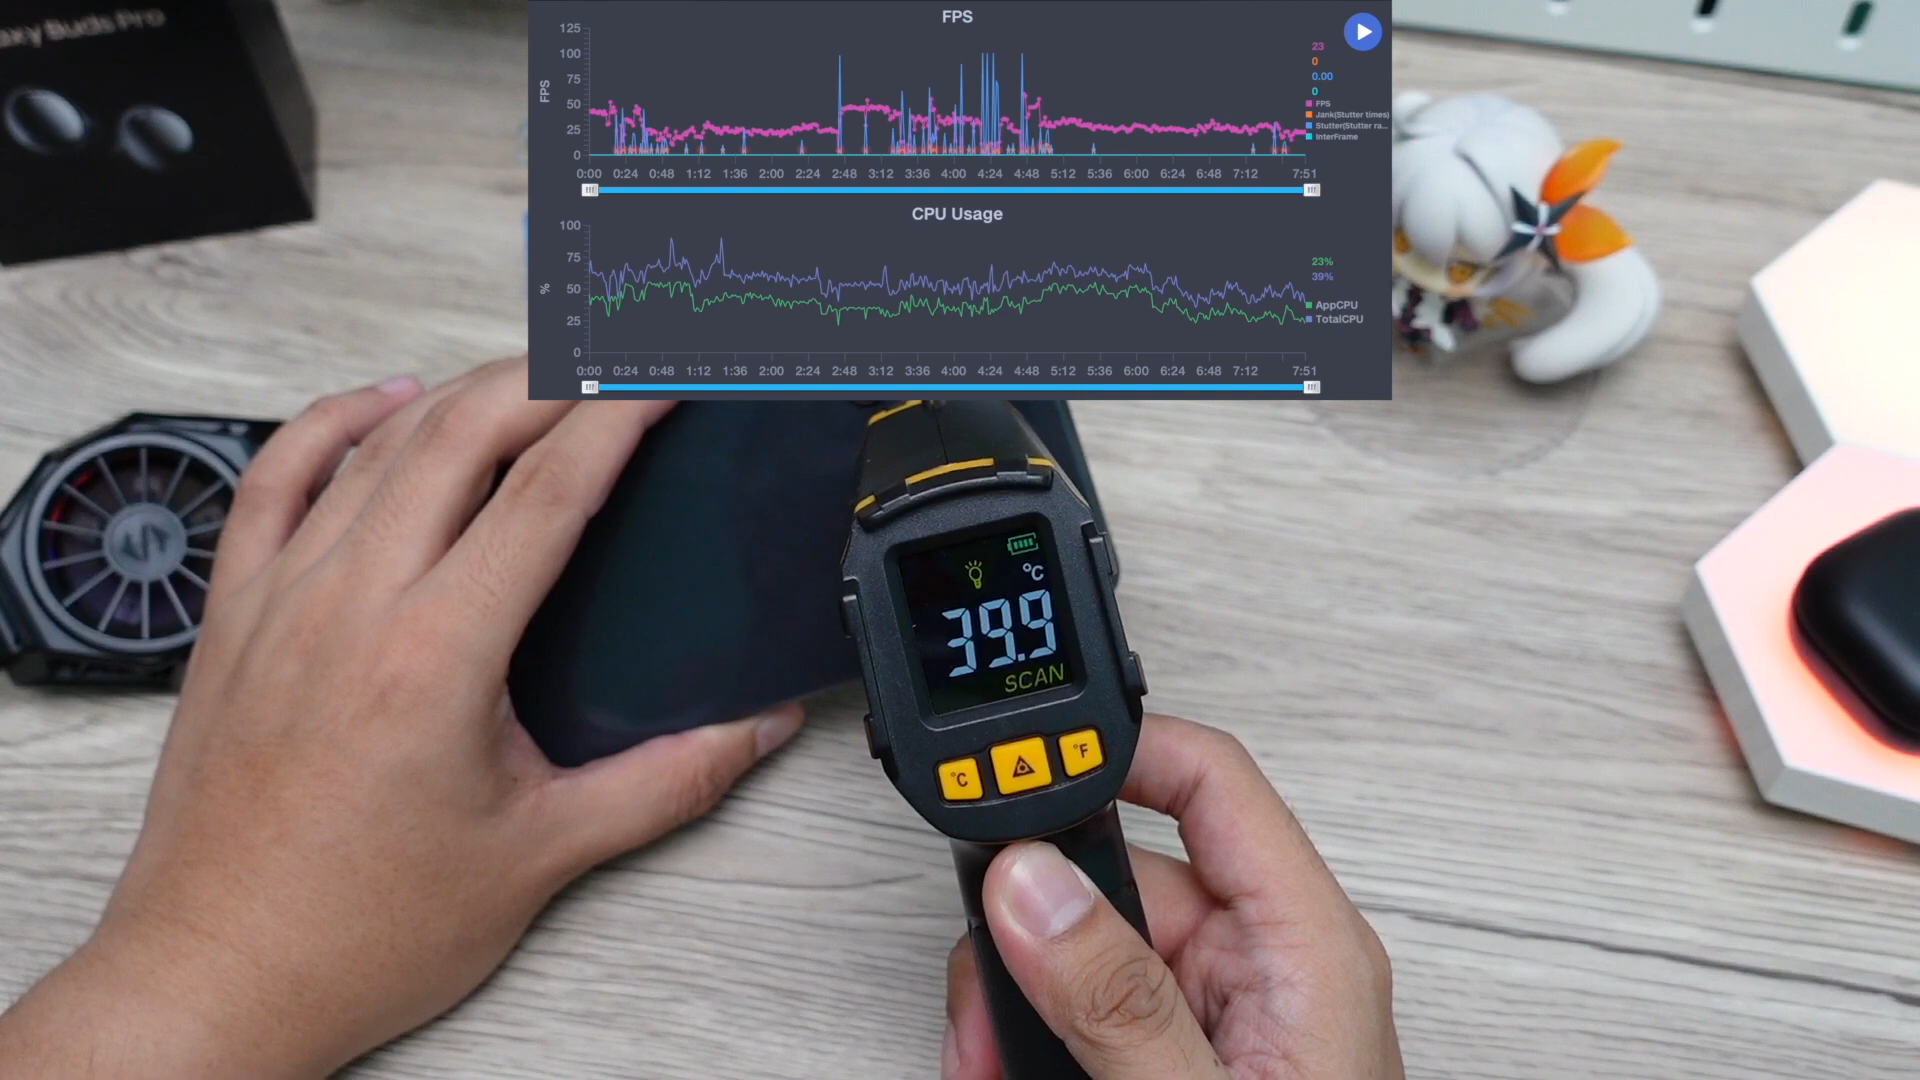 axy Buds Pro
FPS
125
100
75
50
25
0
FPS
23
0
0.00
0
FPS
Jank(Stutter times)
Stutter(Stutter ra...
InterFrame
0:00 0:24 0:48 1:12 1:36 2:00 2:24 2:48 3:12 3:36 4:00 4:24 4:48 5:12 5:36 6:00 6:24 6:48 7:12 7:51
CPU Usage
100
75
50
25
0
%
23%
39%
AppCPU
TotalCPU
0:00 0:24 0:48 1:12 1:36 2:00 2:24 2:48 3:12 3:36 4:00 4:24 4:48 5:12 5:36 6:00 6:24 6:48 7:12 7:51
°C
39.9
SCAN
°C
°F